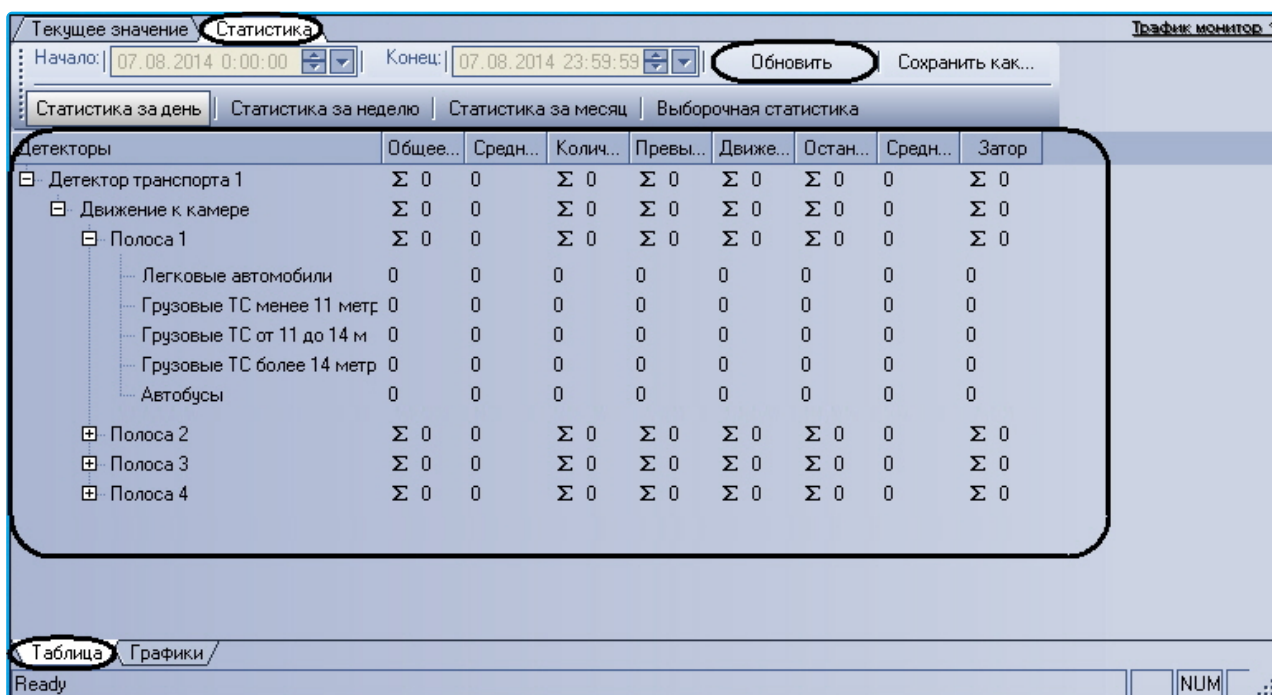 Текущее значение Статистика Трафик монитор 1
Начало: 07.08.2014 0:00:00 Конец: 07.08.2014 23:59:59 Обновить Сохранить как...
Статистика за день Статистика за неделю Статистика за месяц Выборочная статистика
Детекторы Общее... Средн... Колич... Превы... Движе... Остан... Средн... Затор
Детектор транспорта 1 Σ 0 0 Σ 0 Σ 0 Σ 0 Σ 0 0 Σ 0
Движение к камере Σ 0 0 Σ 0 Σ 0 Σ 0 Σ 0 0 Σ 0
Полоса 1 Σ 0 0 Σ 0 Σ 0 Σ 0 Σ 0 0 Σ 0
Легковые автомобили 0 0 0 0 0 0 0 0
Грузовые ТС менее 11 метр 0 0 0 0 0 0 0 0
Грузовые ТС от 11 до 14 м 0 0 0 0 0 0 0 0
Грузовые ТС более 14 метр 0 0 0 0 0 0 0 0
Автобусы 0 0 0 0 0 0 0 0
Полоса 2 Σ 0 0 Σ 0 Σ 0 Σ 0 Σ 0 0 Σ 0
Полоса 3 Σ 0 0 Σ 0 Σ 0 Σ 0 Σ 0 0 Σ 0
Полоса 4 Σ 0 0 Σ 0 Σ 0 Σ 0 Σ 0 0 Σ 0
Таблица Графики
Ready NUM